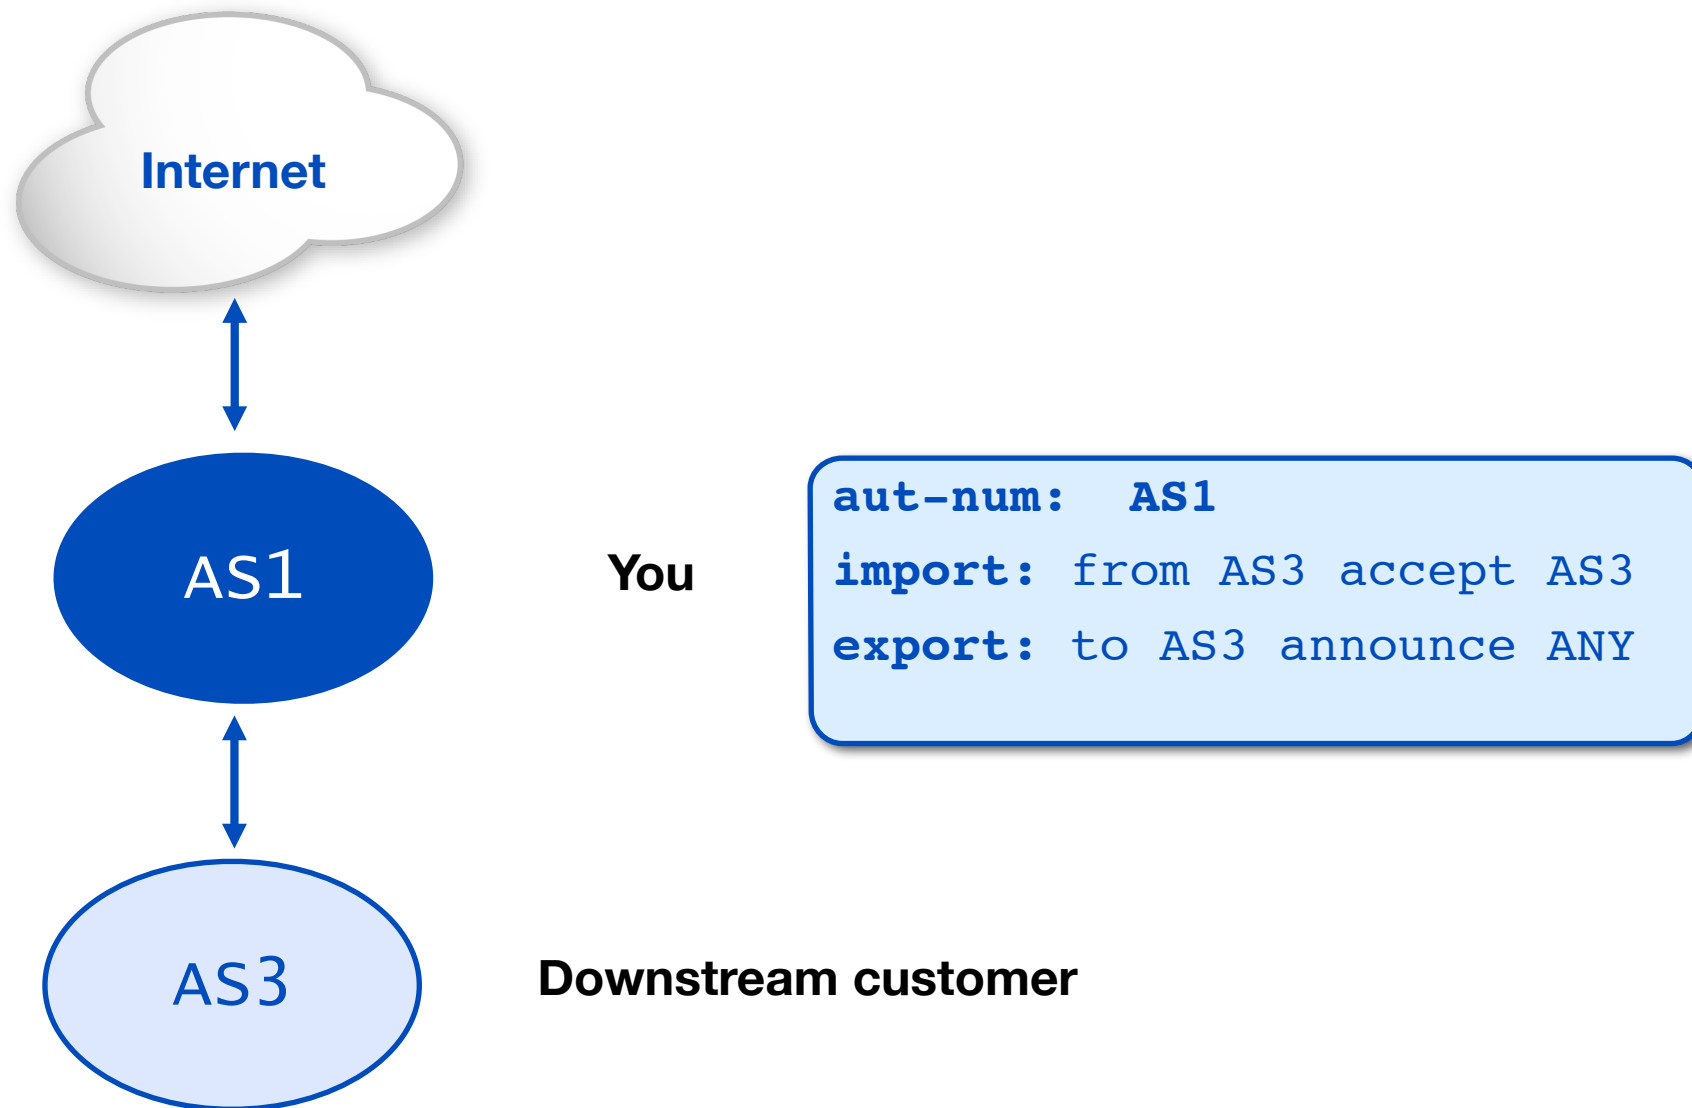 Internet
AS1
You
aut-num: AS1
import: from AS3 accept AS3
export: to AS3 announce ANY
AS3
Downstream customer